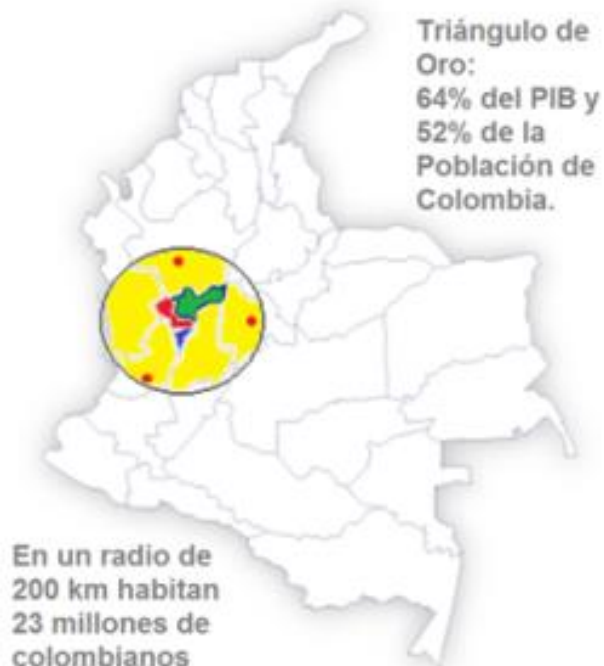 Triángulo de
Oro:
64% del PIB y
52% de la
Población de
Colombia.
En un radio de
200 km habitan
23 millones de
colombianos